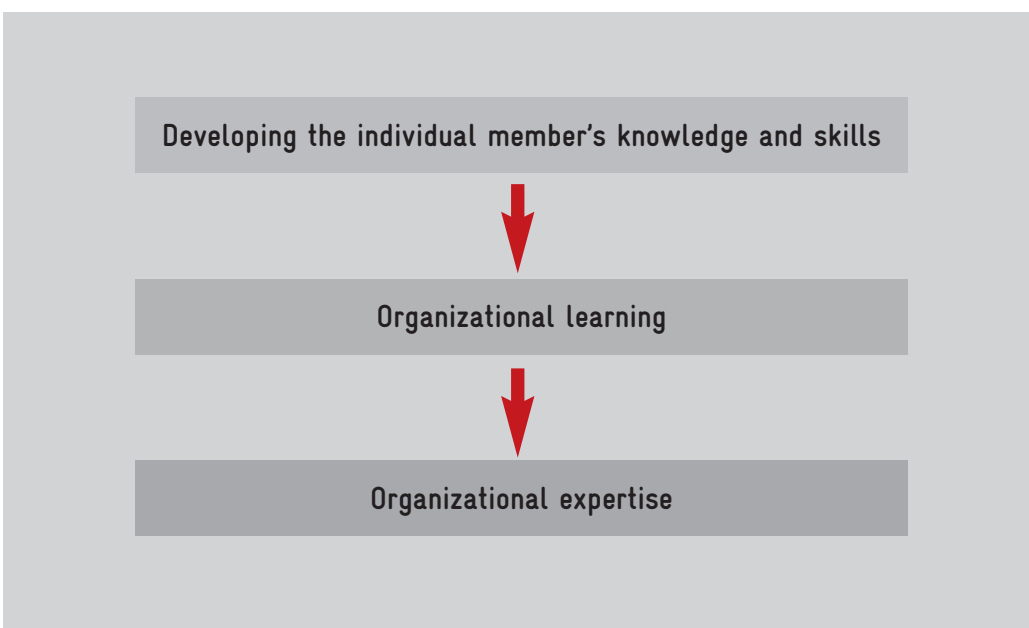 Developing the individual member's knowledge and skills
Organizational learning
Organizational expertise